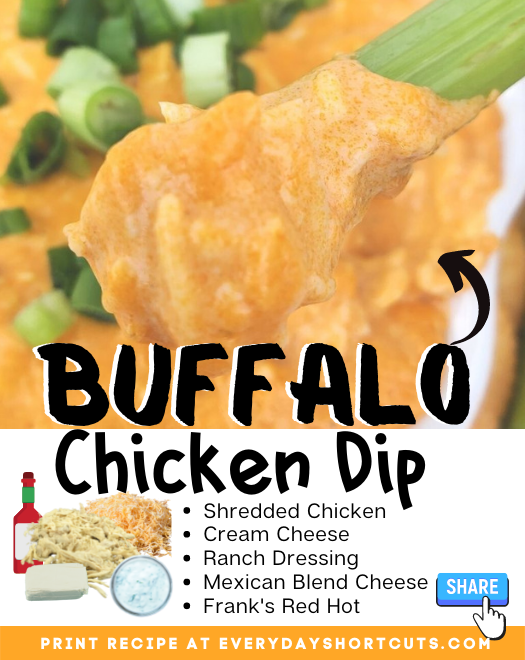 BUFFALO
Chicken Dip
• Shredded Chicken
• Cream Cheese
• Ranch Dressing
• Mexican Blend Cheese
• Frank's Red Hot
SHARE
PRINT RECIPE AT EVERYDAYSHORTCUTS.COM